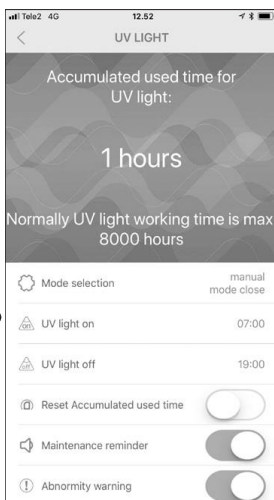 Tele2 4G 12.52
UV LIGHT
Accumulated used time for
UV light:
1 hours
Normally UV light working time is max
8000 hours
Mode selection manual
mode close
on UV light on 07:00
off UV light off 19:00
Reset Accumulated used time
Maintenance reminder
Abnormity warning